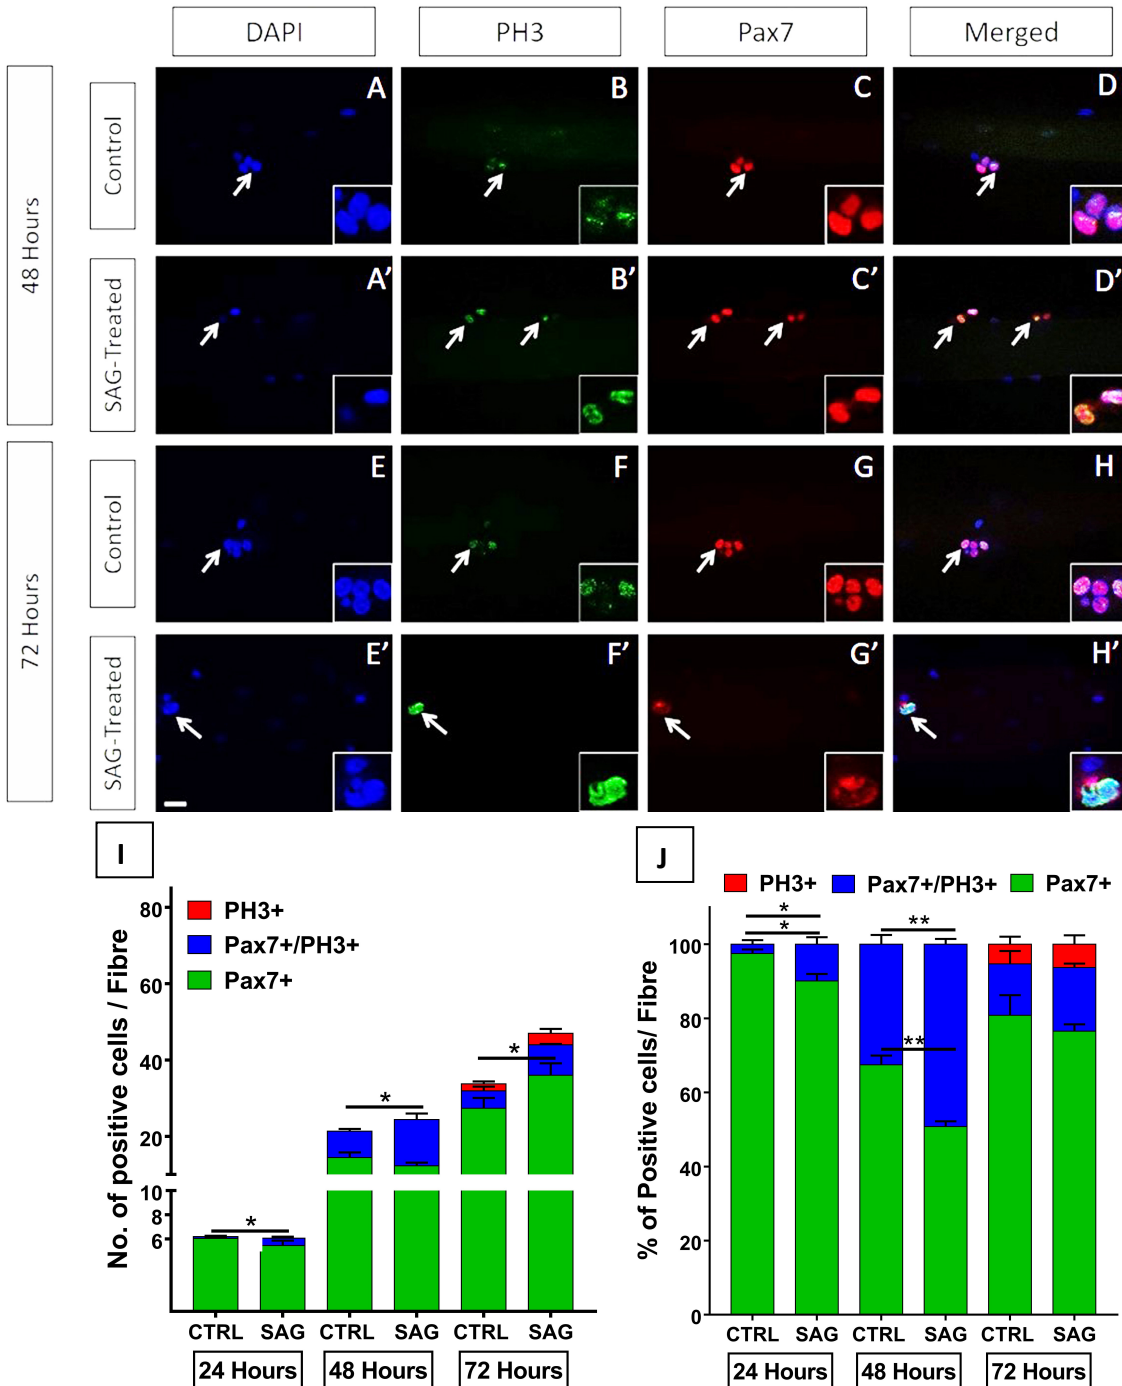 DAPI PH3 Pax7 Merged
48 Hours
Control
A B C D
SAG-Treated
A’ B’ C’ D’
72 Hours
Control
E F G H
SAG-Treated
E’ F’ G’ H’
I
No. of positive cells / Fibre
PH3+
Pax7+/PH3+
Pax7+
80
60
40
20
10
8
6
*
*
*
CTRL SAG CTRL SAG CTRL SAG
24 Hours 48 Hours 72 Hours
J
PH3+ Pax7+/PH3+ Pax7+
% of Positive cells/ Fibre
100
80
60
40
20
0
*
*
**
**
CTRL SAG CTRL SAG CTRL SAG
24 Hours 48 Hours 72 Hours